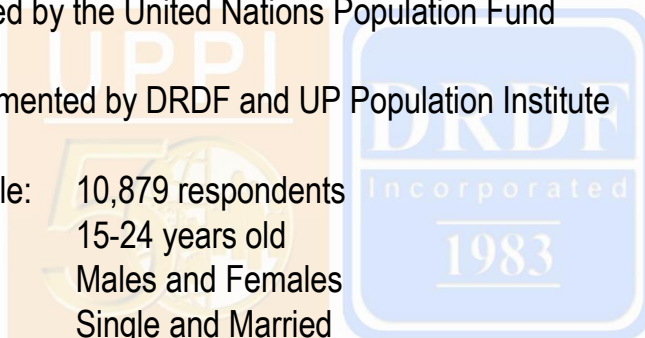 ed by the United Nations Population Fund
UPPI
mented by DRDF and UP Population Institute
DRDF
le: 10,879 respondents
Incorporated
50
15-24 years old
1983
Males and Females
Single and Married